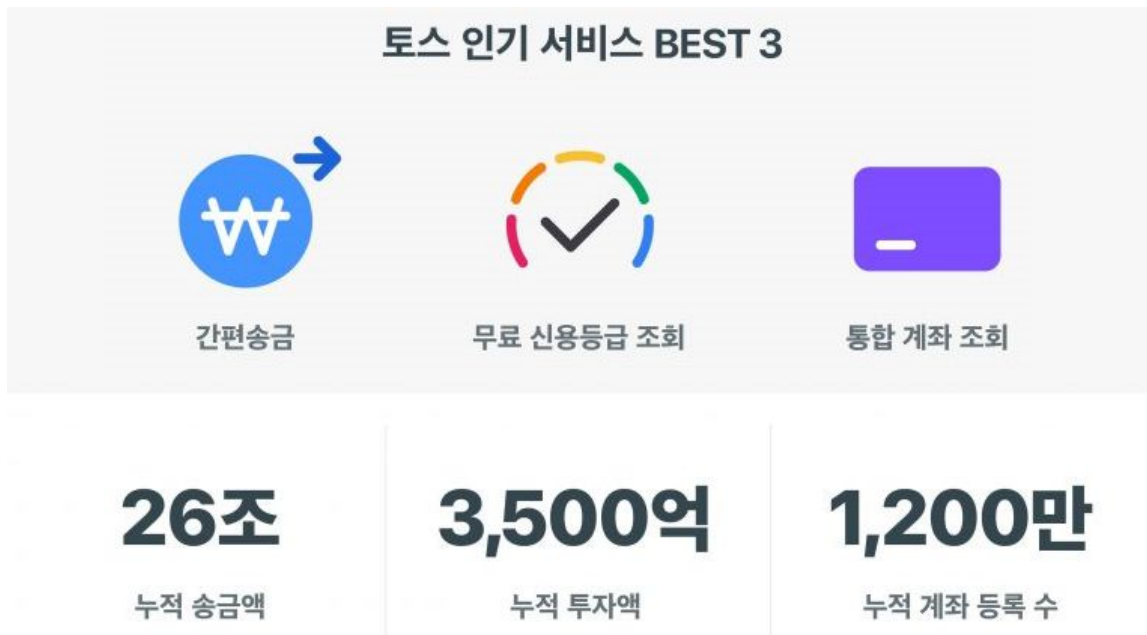 토스 인기 서비스 BEST 3
간편송금
무료 신용등급 조회
통합 계좌 조회
26조
3,500억
1,200만
누적 송금액
누적 투자액
누적 계좌 등록 수